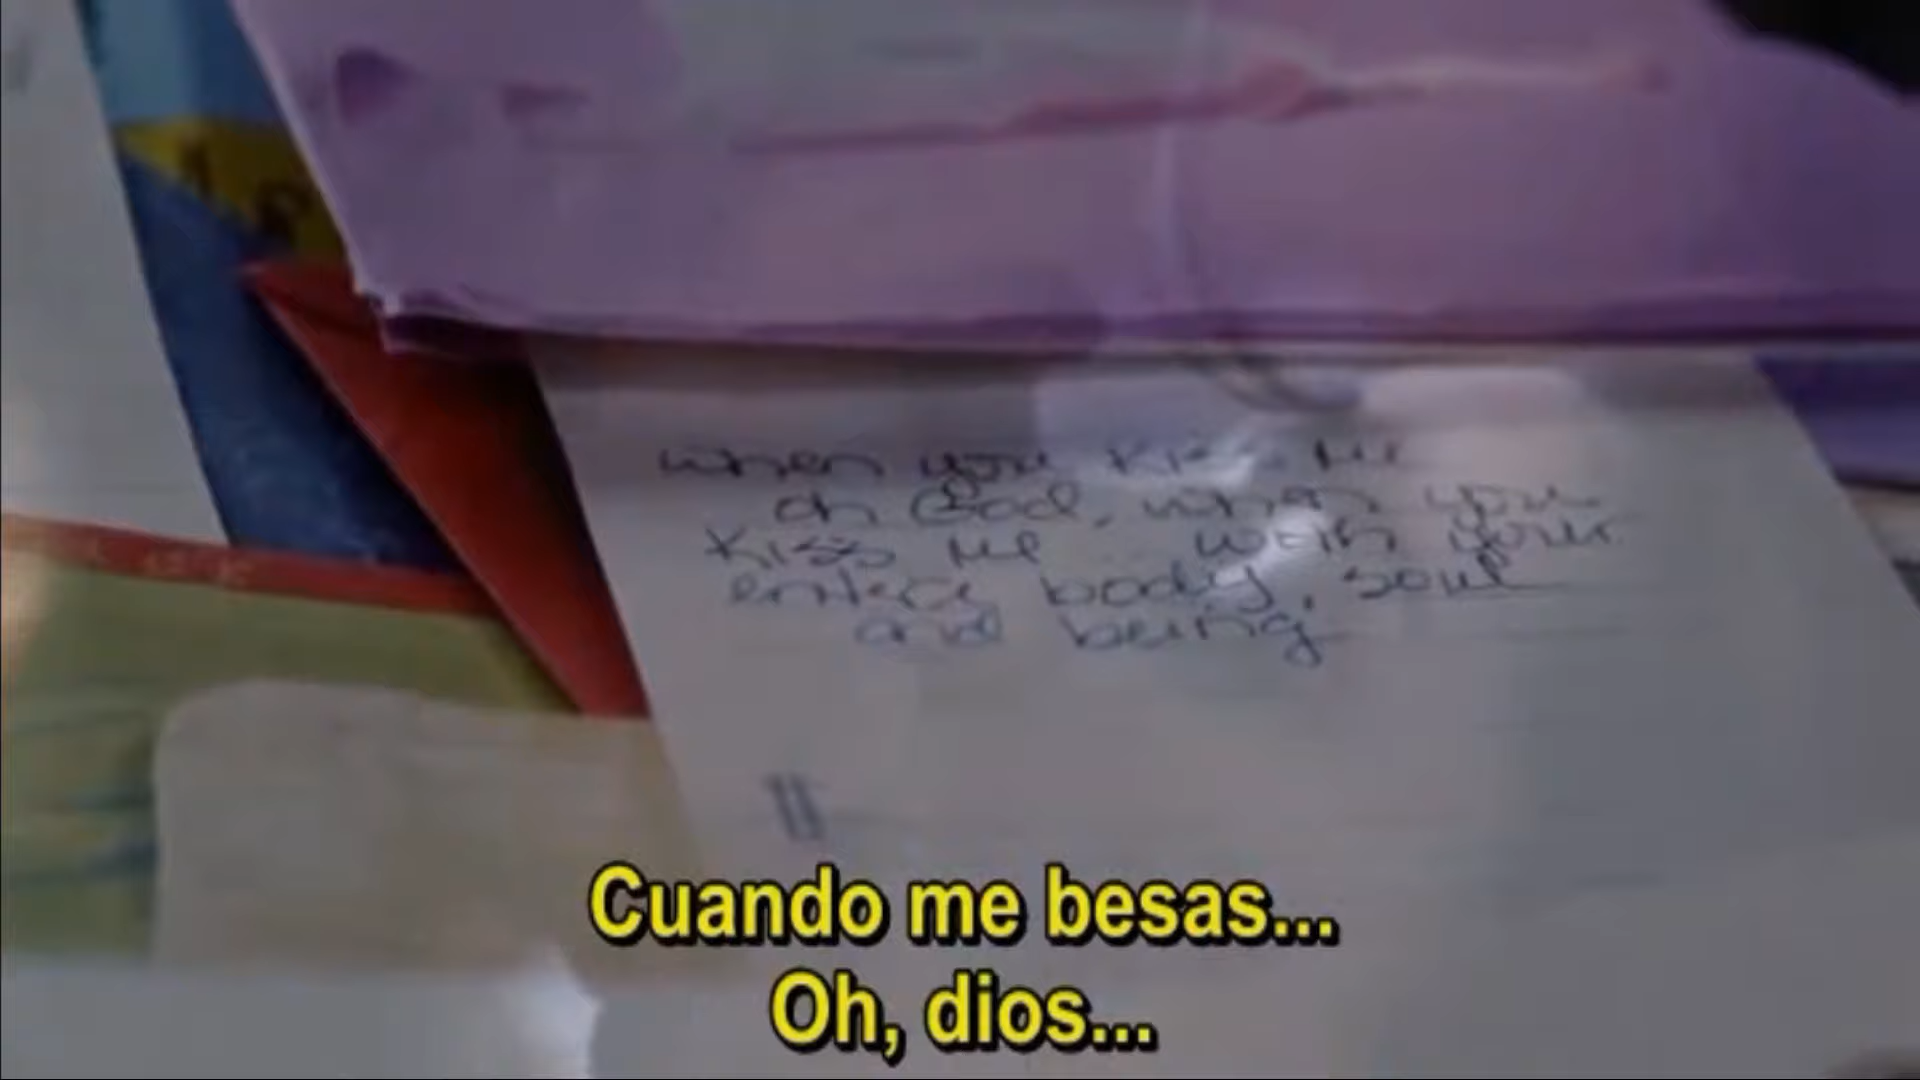 when you kiss me
oh God, when you
kiss me with your
entire body, soul
and being
Cuando me besas...
Oh, dios...